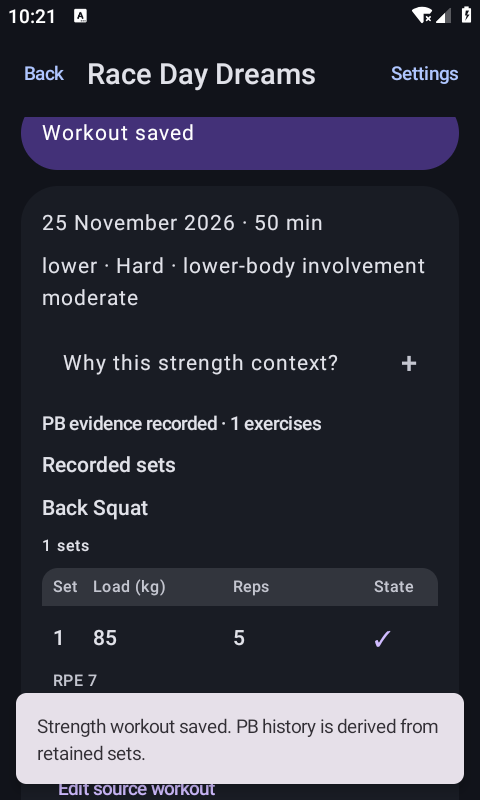 10:21
A
Back Race Day Dreams Settings
Workout saved
25 November 2026 · 50 min
lower · Hard · lower-body involvement
moderate
Why this strength context? +
PB evidence recorded · 1 exercises
Recorded sets
Back Squat
1 sets
Set Load (kg) Reps State
1 85 5 ✓
RPE 7
Strength workout saved. PB history is derived from
retained sets.
Edit source workout